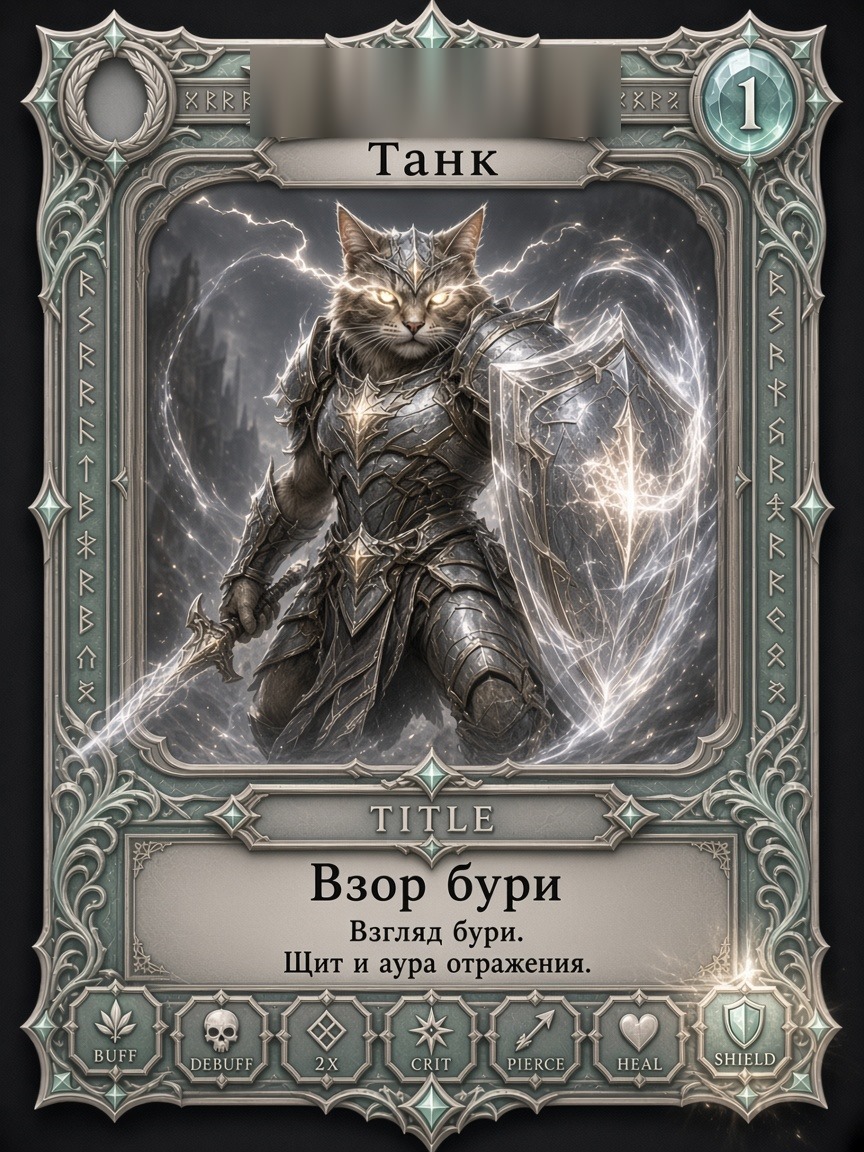 1
Танк
TITLE
Взор бури
Взгляд бури.
Щит и аура отражения.
BUFF
DEBUFF
2X
CRIT
PIERCE
HEAL
SHIELD